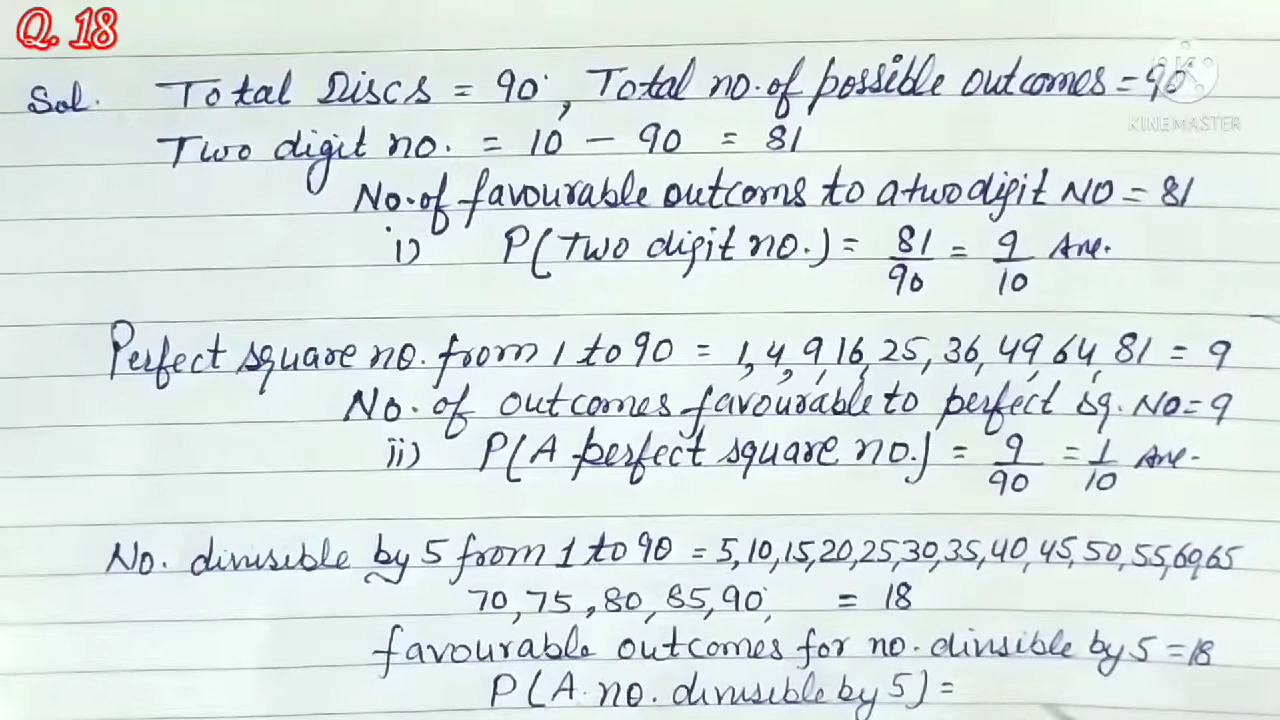 Q. 18
Sol. Total Discs = 90, Total no. of possible outcomes = 90
KINEMASTER
Two digit no. = 10 - 90 = 81
No. of favourable outcoms to a two digit NO = 81
i) P(Two digit no.) = 81/90 = 9/10 Ans.
Perfect square no. from 1 to 90 = 1, 4, 9, 16, 25, 36, 49, 64, 81 = 9
No. of outcomes favourable to perfect sq. NO = 9
ii) P(A perfect square no.) = 9/90 = 1/10 Ans.
No. divisible by 5 from 1 to 90 = 5,10,15,20,25,30,35,40,45,50,55,60,65
70,75,80,85,90, = 18
favourable outcomes for no. divisible by 5 = 18
P(A. no. divisible by 5) =